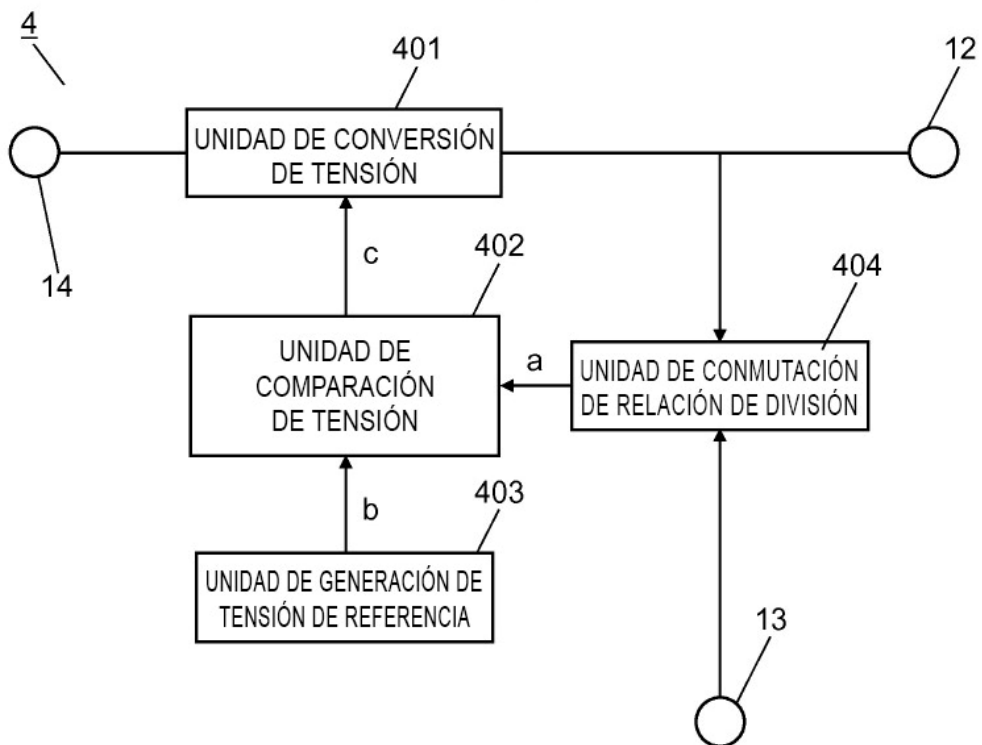 4
401
12
UNIDAD DE CONVERSIÓN
DE TENSIÓN
14
c
402
404
UNIDAD DE
COMPARACIÓN
DE TENSIÓN
a
UNIDAD DE CONMUTACIÓN
DE RELACIÓN DE DIVISIÓN
b
403
UNIDAD DE GENERACIÓN DE
TENSIÓN DE REFERENCIA
13